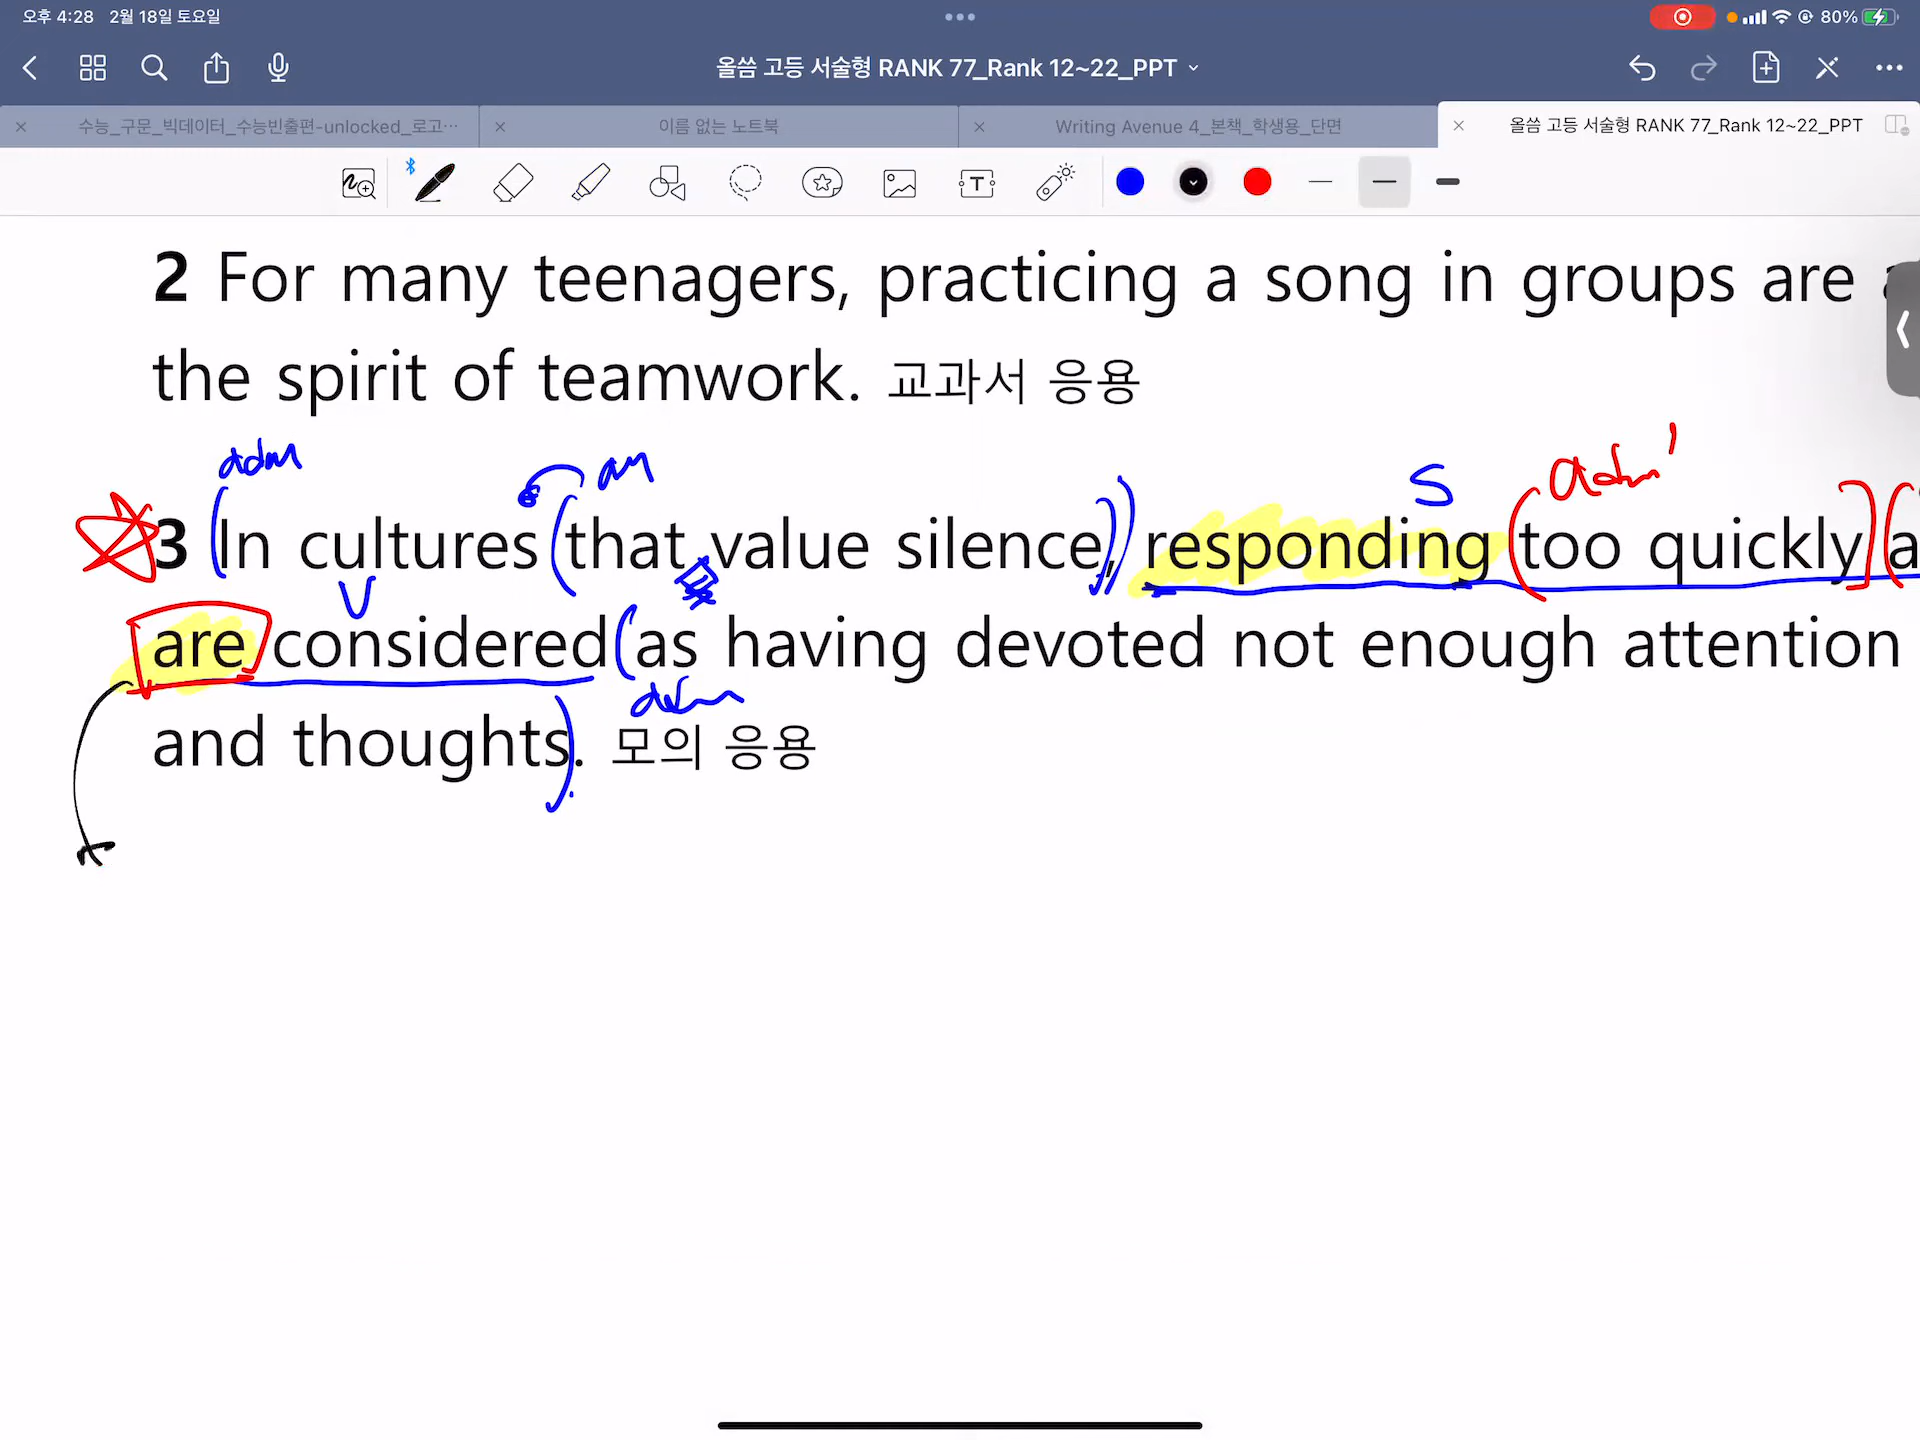 오후 4:28 2월 18일 토요일
80%
올씀 고등 서술형 RANK 77_Rank 12~22_PPT
수능_구문_빅데이터_수능빈출편-unlocked_로고…
이름 없는 노트북
Writing Avenue 4_본책_학생용_단면
올씀 고등 서술형 RANK 77_Rank 12~22_PPT
T
2 For many teenagers, practicing a song in groups are a
the spirit of teamwork. 교과서 응용
S
3 (In cultures (that value silence,)) responding (too quickly) (a
V
are considered (as having devoted not enough attention
and thoughts). 모의 응용